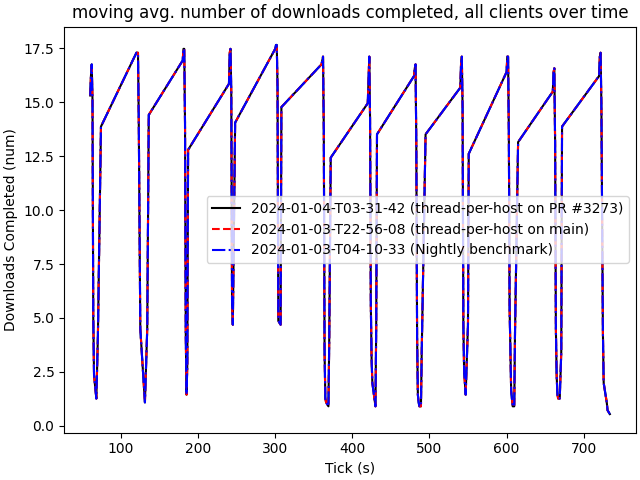 moving avg. number of downloads completed, all clients over time
Downloads Completed (num)
17.5
15.0
12.5
10.0
7.5
5.0
2.5
0.0
2024-01-04-T03-31-42 (thread-per-host on PR #3273)
2024-01-03-T22-56-08 (thread-per-host on main)
2024-01-03-T04-10-33 (Nightly benchmark)
100 200 300 400 500 600 700
Tick (s)